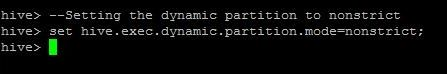 hive> --Setting the dynamic partition to nonstrict
hive> set hive.exec.dynamic.partition.mode=nonstrict;
hive>